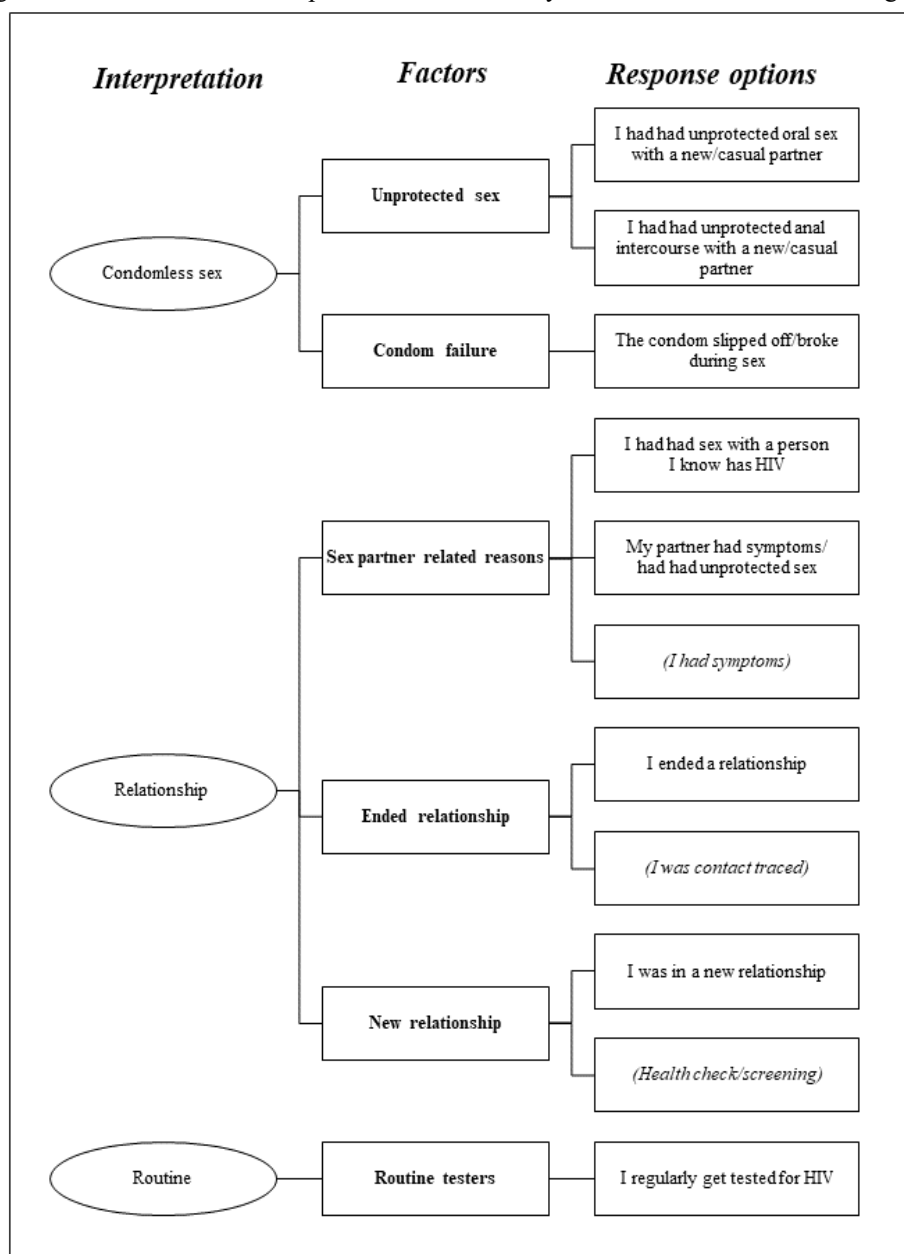 Interpretation
Factors
Response options
I had had unprotected oral sex
with a new/casual partner
Unprotected sex
I had had unprotected anal
intercourse with a new/casual
partner
Condomless sex
Condom failure
The condom slipped off/broke
during sex
I had had sex with a person
I know has HIV
Sex partner related reasons
My partner had symptoms/
had had unprotected sex
(I had symptoms)
I ended a relationship
Relationship
Ended relationship
(I was contact traced)
I was in a new relationship
New relationship
(Health check/screening)
Routine
Routine testers
I regularly get tested for HIV